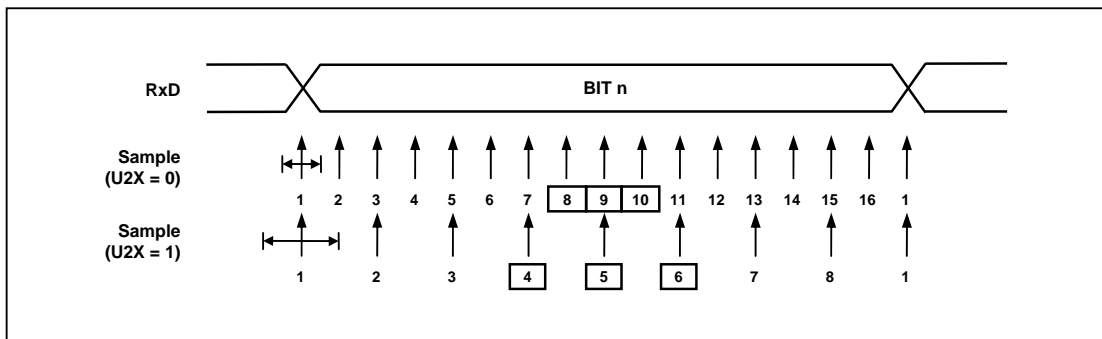 RxD BIT n
Sample
(U2X = 0)
1 2 3 4 5 6 7 8 9 10 11 12 13 14 15 16 1
Sample
(U2X = 1)
1 2 3 4 5 6 7 8 1